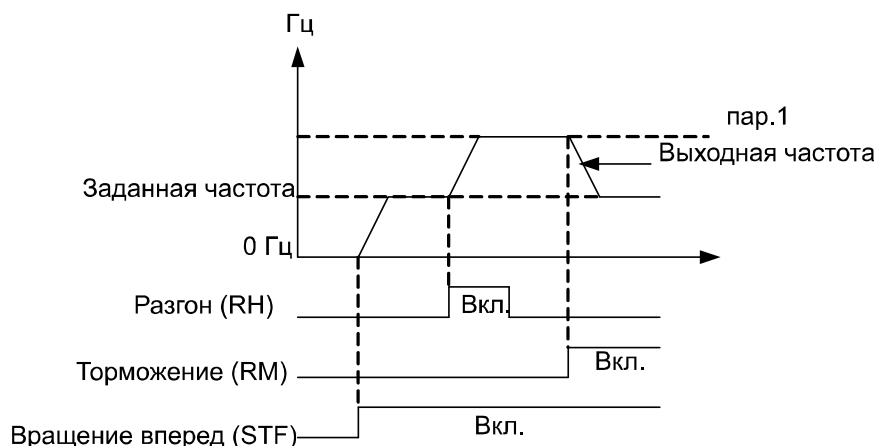 Гц
пар.1
Выходная частота
Заданная частота
0 Гц
Разгон (RH)
Вкл.
Торможение (RM)
Вкл.
Вращение вперед (STF)
Вкл.